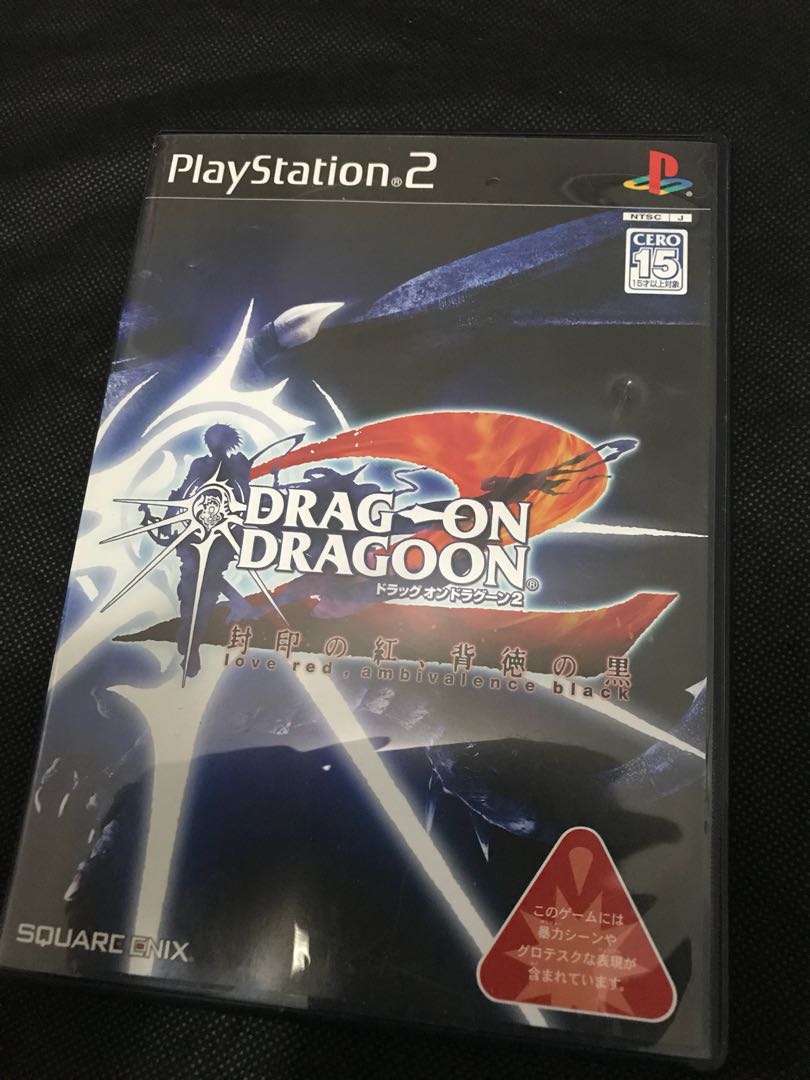 PlayStation®2
NTSC J
CERO
15
15才以上対象
DRAG-ON
DRAGOON®
ドラッグ オン ドラグーン2
封印の紅、背徳の黒
love red, ambivalence black
このゲームには
暴力シーンや
グロテスクな表現が
含まれています。
SQUARE ENIX®